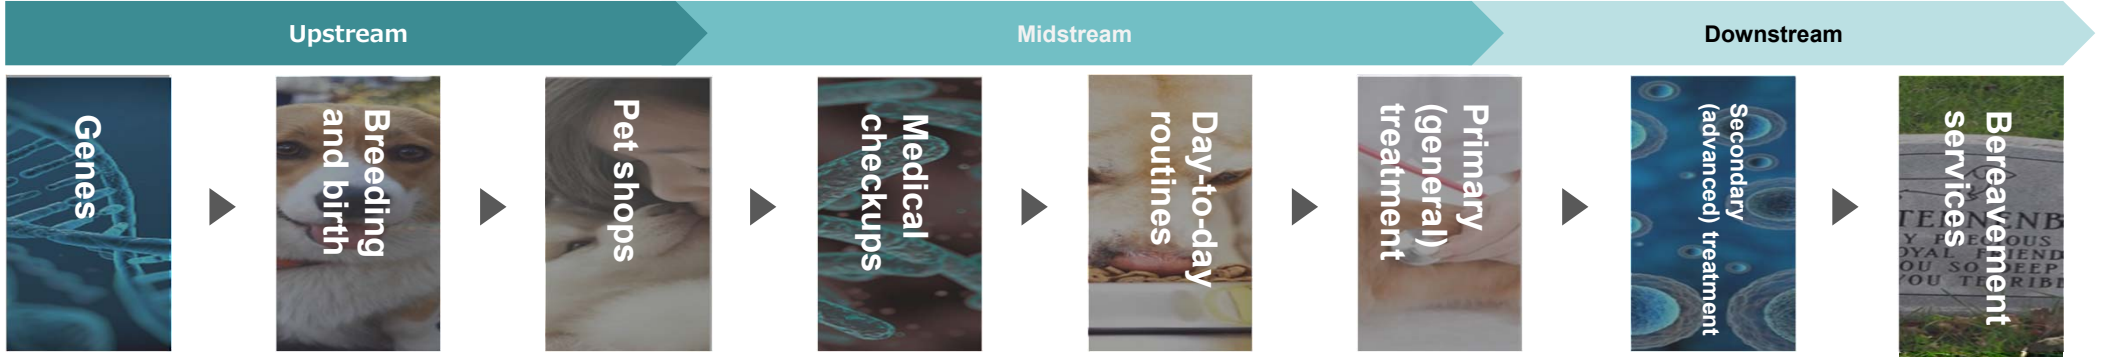 Upstream
Midstream
Downstream
Genes
Breeding
and birth
Pet shops
Medical
checkups
Day-to-day
routines
Primary
(general)
treatment
Secondary
(advanced) treatment
Bereavement
services